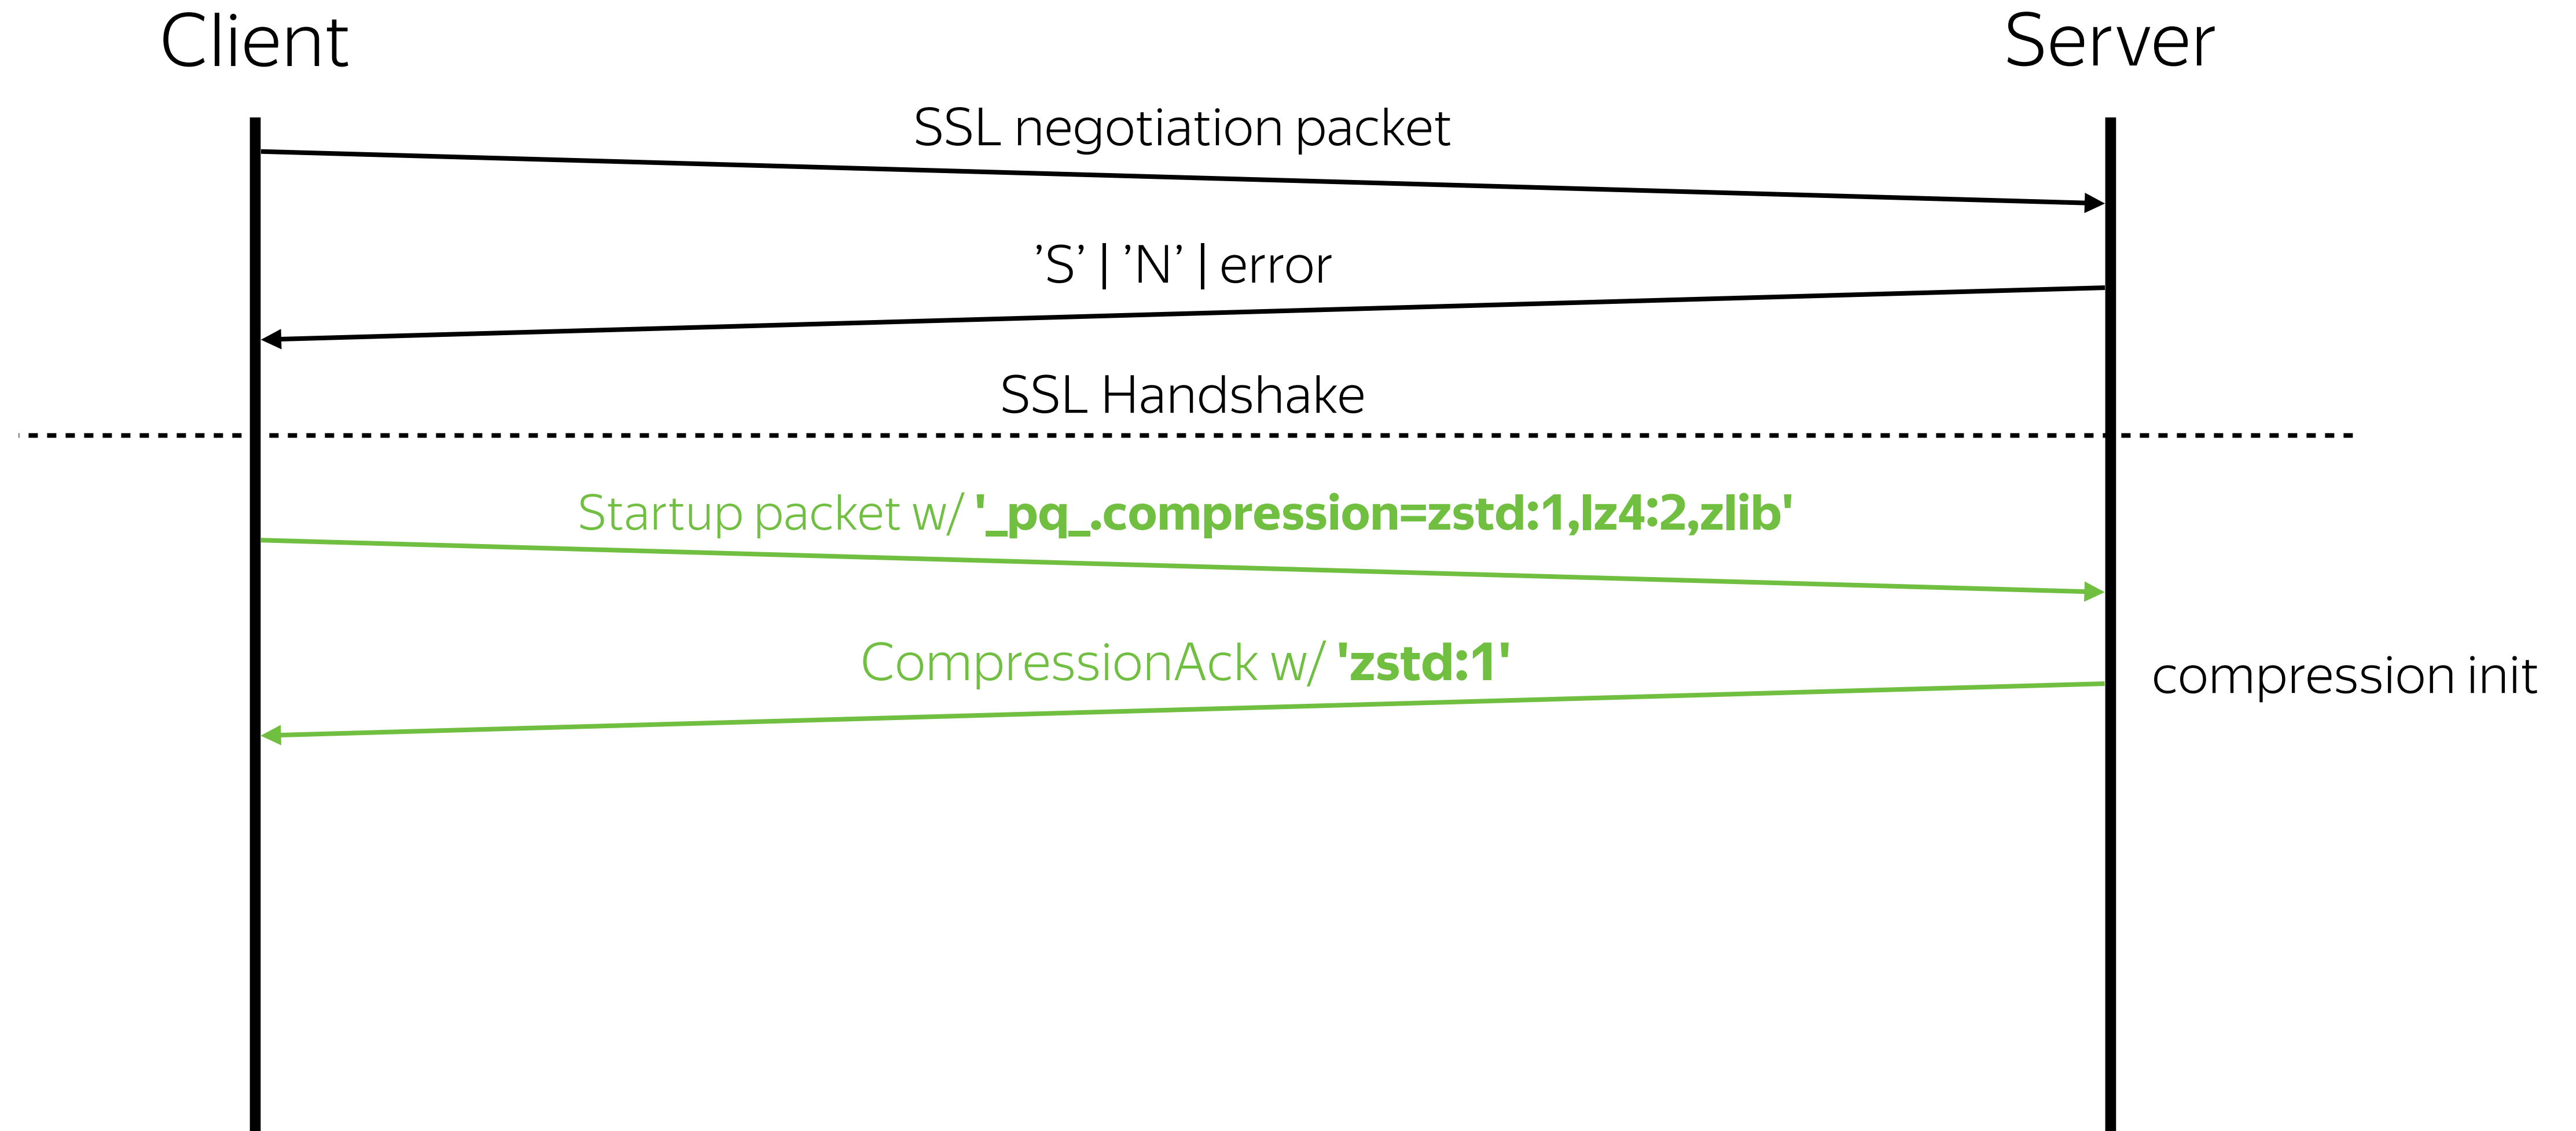 Client
Server
SSL negotiation packet
’S’ | ’N’ | error
SSL Handshake
Startup packet w/ '_pq_.compression=zstd:1,lz4:2,zlib'
CompressionAck w/ 'zstd:1'
compression init